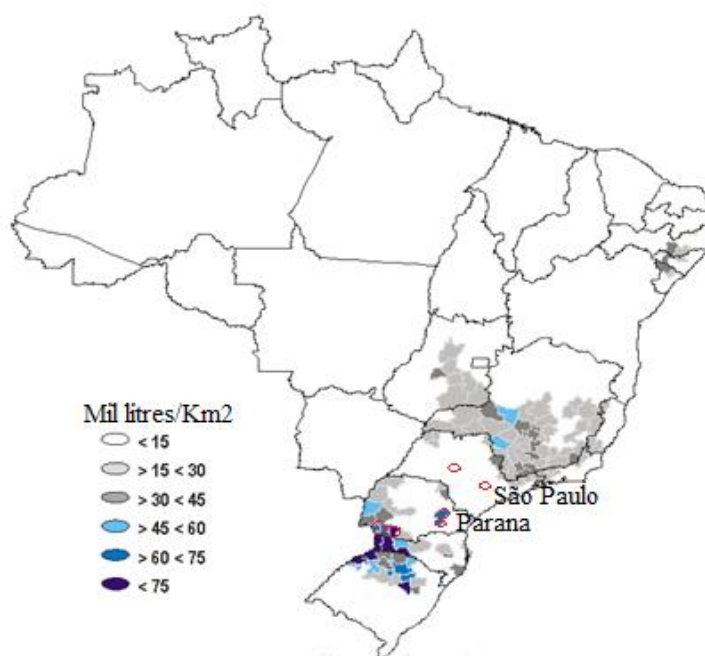 Mil litres/Km2
< 15
> 15 < 30
> 30 < 45
> 45 < 60
> 60 < 75
< 75
São Paulo
Parana